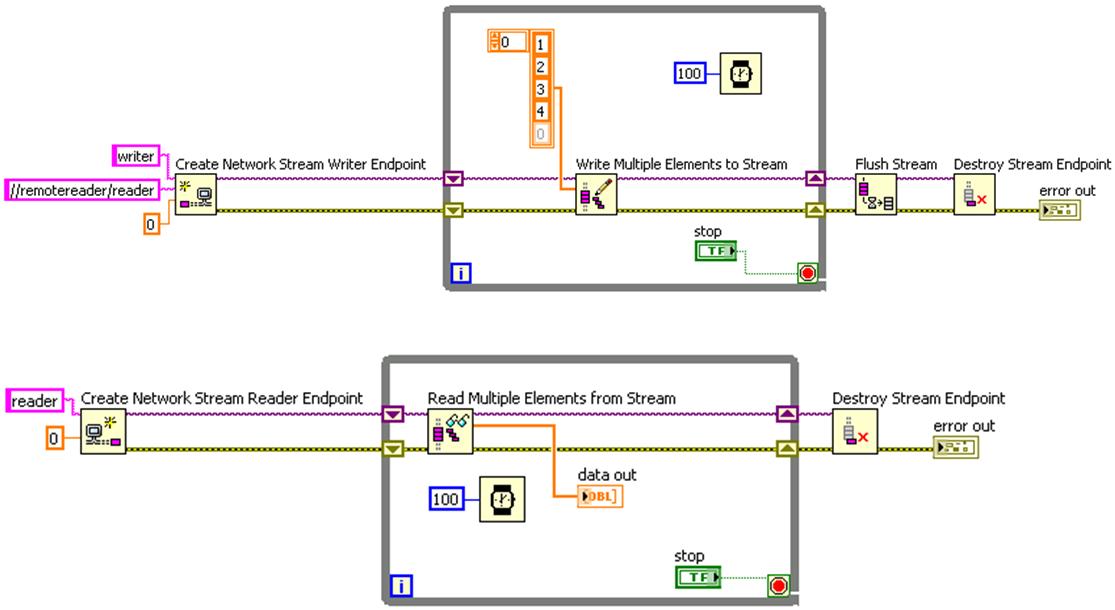 0
1
2
3
4
0
100
writer
Create Network Stream Writer Endpoint
Write Multiple Elements to Stream
Flush Stream
Destroy Stream Endpoint
//remotereader/reader
error out
0
stop
TF
i
reader
Create Network Stream Reader Endpoint
Read Multiple Elements from Stream
Destroy Stream Endpoint
0
error out
data out
DBL]
100
stop
TF
i